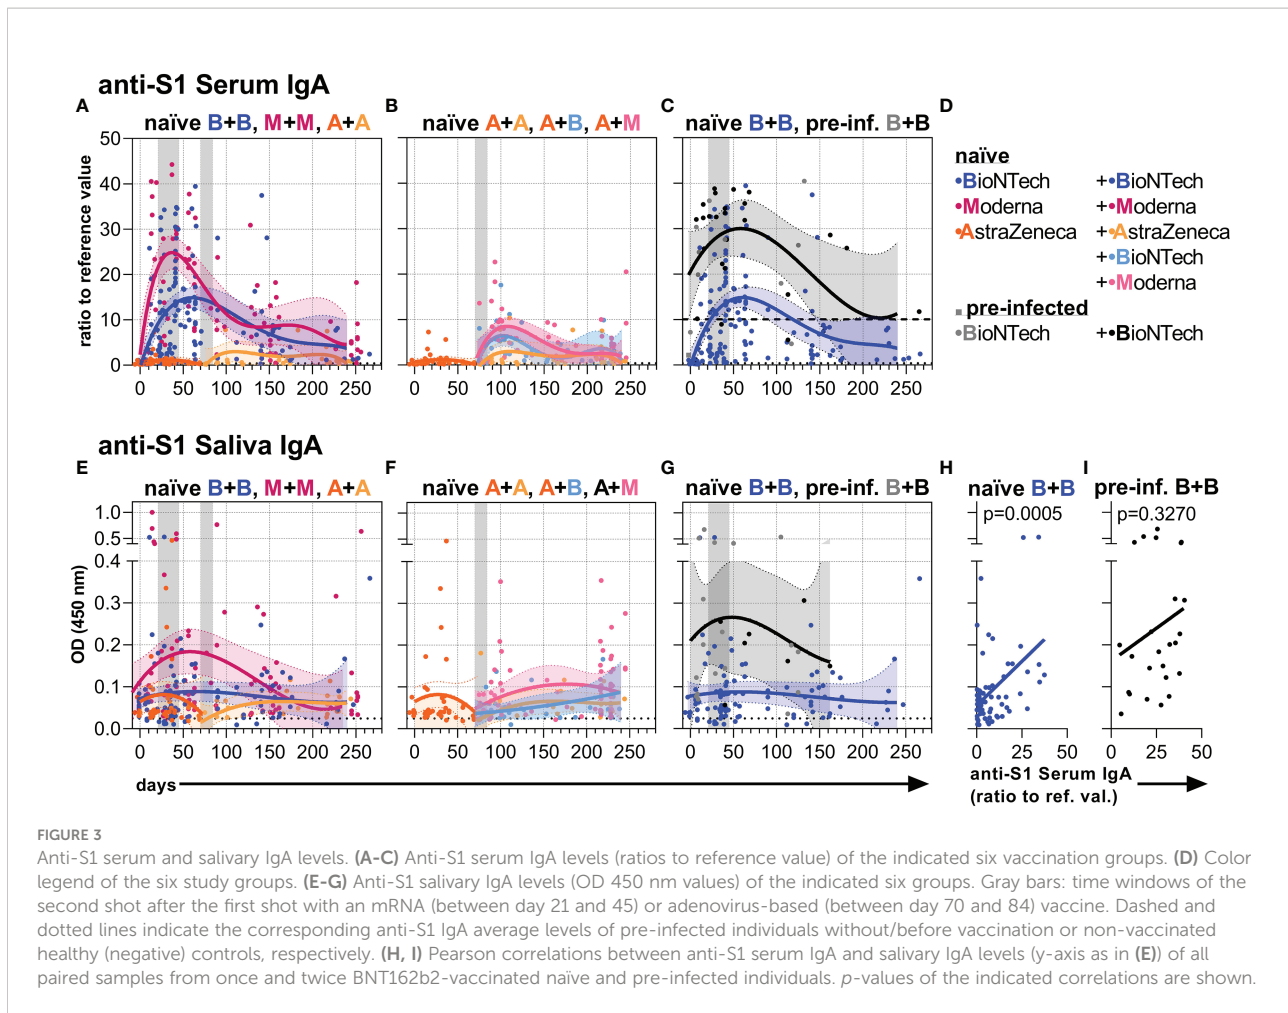 anti-S1 Serum IgA
A
B
C
D
naïve B+B, M+M, A+A
naïve A+A, A+B, A+M
naïve B+B, pre-inf. B+B
ratio to reference value
50
40
30
20
10
0
0 50 100 150 200 250
0 50 100 150 200 250
0 50 100 150 200 250
naïve
BioNTech +BioNTech
Moderna +Moderna
AstraZeneca +AstraZeneca
+BioNTech
+Moderna
pre-infected
BioNTech +BioNTech
anti-S1 Saliva IgA
E
F
G
H
I
naïve B+B, M+M, A+A
naïve A+A, A+B, A+M
naïve B+B, pre-inf. B+B
naïve B+B
pre-inf. B+B
p=0.0005
p=0.3270
OD (450 nm)
1.0
0.5
0.4
0.3
0.2
0.1
0.0
0 50 100 150 200 250
0 50 100 150 200 250
0 50 100 150 200 250
0 25 50
0 25 50
days
anti-S1 Serum IgA
(ratio to ref. val.)
FIGURE 3
Anti-S1 serum and salivary IgA levels. (A-C) Anti-S1 serum IgA levels (ratios to reference value) of the indicated six vaccination groups. (D) Color
legend of the six study groups. (E-G) Anti-S1 salivary IgA levels (OD 450 nm values) of the indicated six groups. Gray bars: time windows of the
second shot after the first shot with an mRNA (between day 21 and 45) or adenovirus-based (between day 70 and 84) vaccine. Dashed and
dotted lines indicate the corresponding anti-S1 IgA average levels of pre-infected individuals without/before vaccination or non-vaccinated
healthy (negative) controls, respectively. (H, I) Pearson correlations between anti-S1 serum IgA and salivary IgA levels (y-axis as in (E)) of all
paired samples from once and twice BNT162b2-vaccinated naïve and pre-infected individuals. p-values of the indicated correlations are shown.